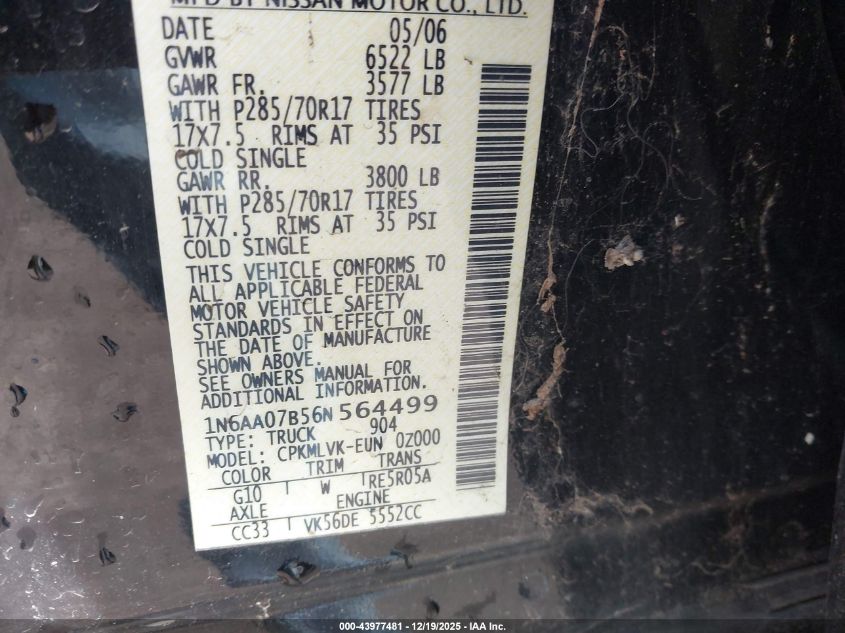 MFD BY NISSAN MOTOR CO., LTD.
DATE 05/06
GVWR 6522 LB
GAWR FR. 3577 LB
WITH P285/70R17 TIRES
17X7.5 RIMS AT 35 PSI
COLD SINGLE
GAWR RR. 3800 LB
WITH P285/70R17 TIRES
17X7.5 RIMS AT 35 PSI
COLD SINGLE
THIS VEHICLE CONFORMS TO
ALL APPLICABLE FEDERAL
MOTOR VEHICLE SAFETY
STANDARDS IN EFFECT ON
THE DATE OF MANUFACTURE
SHOWN ABOVE.
SEE OWNERS MANUAL FOR
ADDITIONAL INFORMATION.
1N6AA07B56N564499
TYPE: TRUCK 904
MODEL: CPKMLVK-EUN 0Z000
COLOR TRIM TRANS
G10 W RE5R05A
AXLE ENGINE
CC33 VK56DE 5552CC
000-43977481 - 12/19/2025 - IAA Inc.